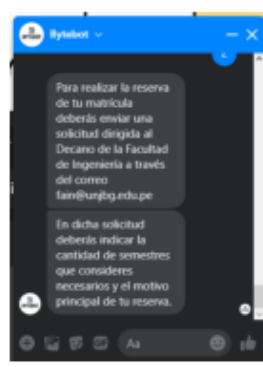 Bytebot
2
Para realizar la reserva
de tu matrícula
deberás enviar una
solicitud dirigida al
Decano de la Facultad
de Ingeniería a través
del correo
fain@unjbg.edu.pe
En dicha solicitud
deberás indicar la
cantidad de semestres
que consideres
necesarios y el motivo
principal de tu reserva.
Aa